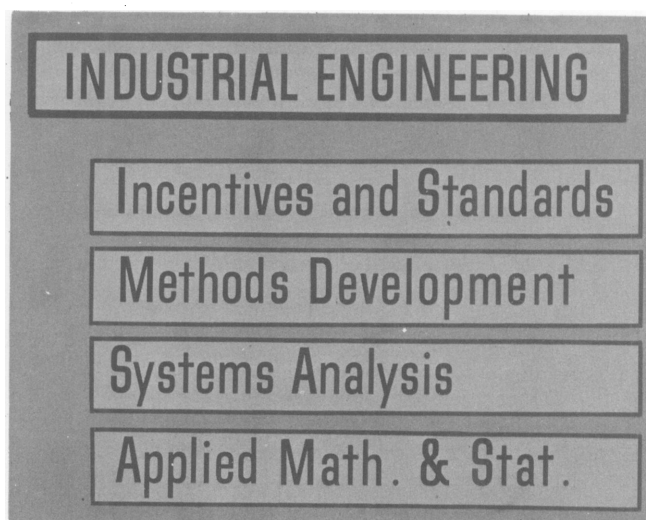 INDUSTRIAL ENGINEERING
Incentives and Standards
Methods Development
Systems Analysis
Applied Math. & Stat.